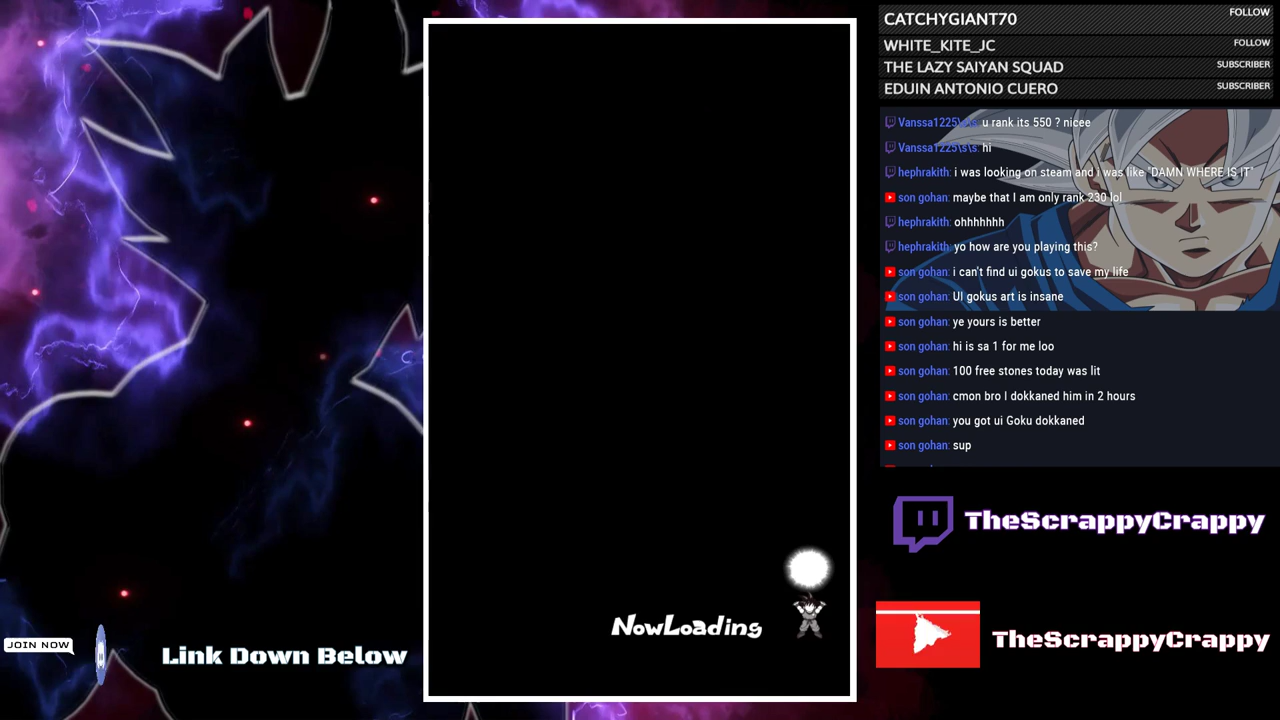 CATCHYGIANT70 FOLLOW
WHITE_KITE_JC FOLLOW
THE LAZY SAIYAN SQUAD SUBSCRIBER
EDUIN ANTONIO CUERO SUBSCRIBER
Vanssa1225\s\s: u rank its 550 ? nicee
Vanssa1225\s\s: hi
hephrakith: i was looking on steam and i was like "DAMN WHERE IS IT"
son gohan: maybe that I am only rank 230 lol
hephrakith: ohhhhhhh
hephrakith: yo how are you playing this?
son gohan: i can't find ui gokus to save my life
son gohan: UI gokus art is insane
son gohan: ye yours is better
son gohan: hi is sa 1 for me loo
son gohan: 100 free stones today was lit
son gohan: cmon bro I dokkaned him in 2 hours
son gohan: you got ui Goku dokkaned
son gohan: sup
TheScrappyCrappy
NowLoading
TheScrappyCrappy
JOIN NOW
Link Down Below